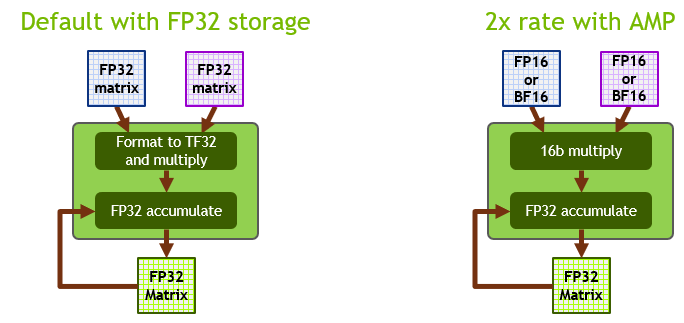 Default with FP32 storage
FP32
matrix
FP32
matrix
Format to TF32
and multiply
FP32 accumulate
FP32
Matrix
2x rate with AMP
FP16
or
BF16
FP16
or
BF16
16b multiply
FP32 accumulate
FP32
Matrix